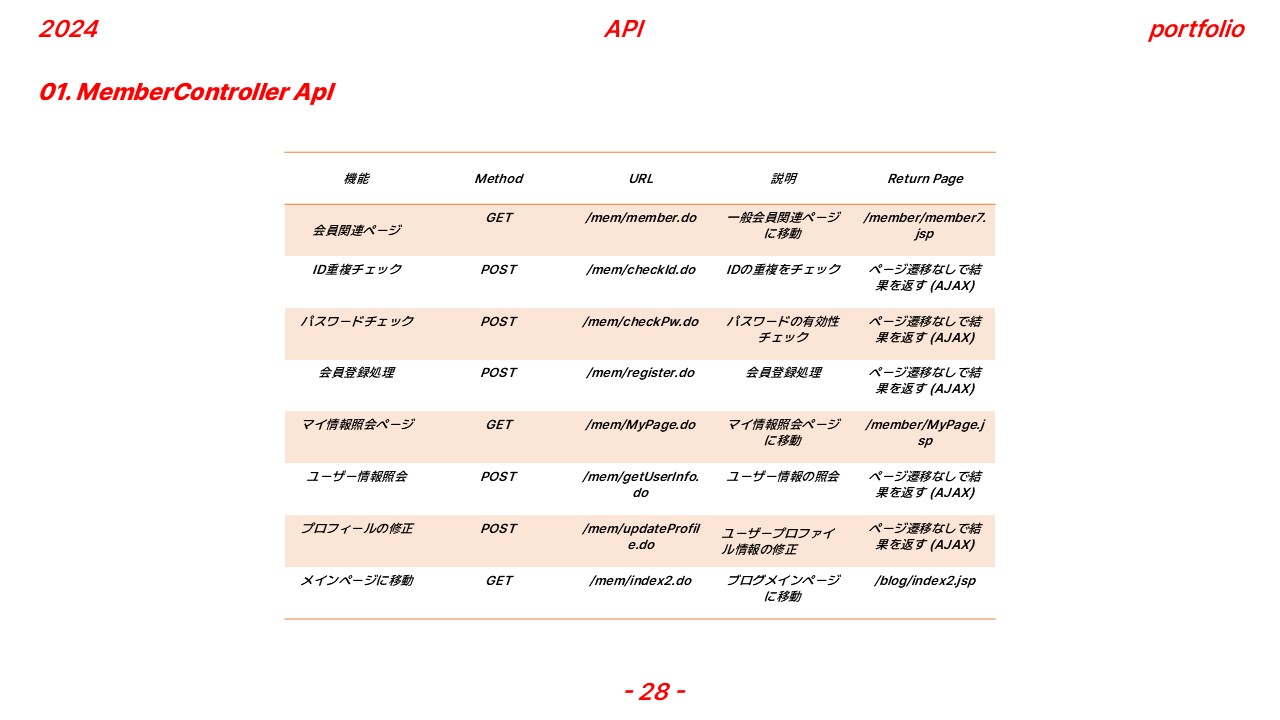 2024
API
portfolio
01. MemberController ApI
機能 Method URL 説明 Return Page
会員関連ページ GET /mem/member.do 一般会員関連ページ /member/member7.
に移動 jsp
ID重複チェック POST /mem/checkId.do IDの重複をチェック ページ遷移なしで結
果を返す (AJAX)
パスワードチェック POST /mem/checkPw.do パスワードの有効性 ページ遷移なしで結
チェック 果を返す (AJAX)
会員登録処理 POST /mem/register.do 会員登録処理 ページ遷移なしで結
果を返す (AJAX)
マイ情報照会ページ GET /mem/MyPage.do マイ情報照会ページ /member/MyPage.j
に移動 sp
ユーザー情報照会 POST /mem/getUserInfo. ユーザー情報の照会 ページ遷移なしで結
do 果を返す (AJAX)
プロフィールの修正 POST /mem/updateProfil ユーザープロファイ ページ遷移なしで結
e.do ル情報の修正 果を返す (AJAX)
メインページに移動 GET /mem/index2.do ブログメインページ /blog/index2.jsp
に移動
- 28 -